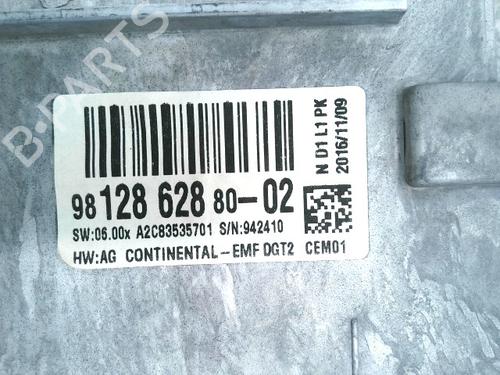 B-PARTS
N D1 L1 PK
2016/11/09
98 128 628 80-02
SW:06.00x A2C83535701 S/N:942410
HW:AG CONTINENTAL-EMF DGT2 CEM01